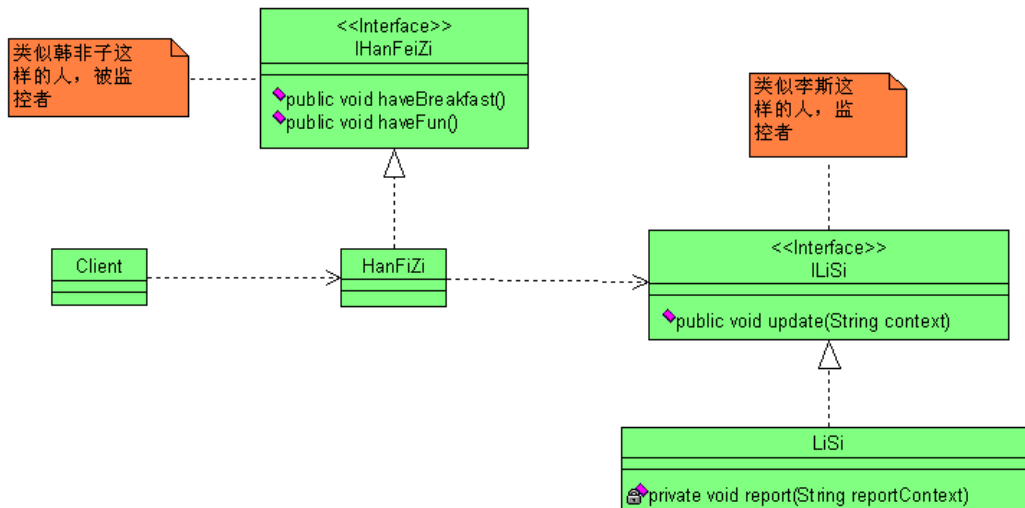 <<Interface>>
IHanFeiZi
public void haveBreakfast()
public void haveFun()
类似韩非子这
样的人，被监
控者
类似李斯这
样的人，监
控者
Client
HanFiZi
<<Interface>>
ILiSi
public void update(String context)
LiSi
private void report(String reportContext)